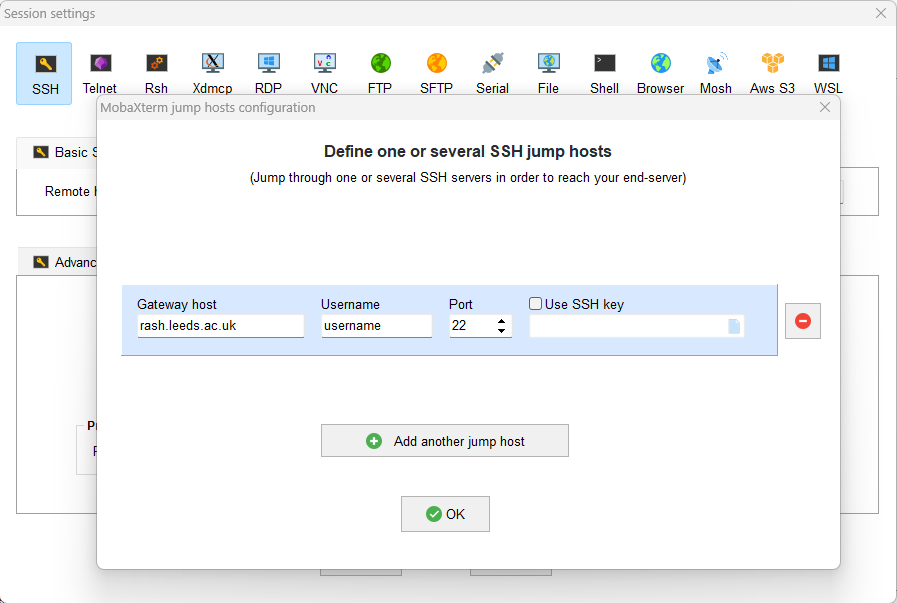 Session settings
SSH Telnet Rsh Xdmcp RDP VNC FTP SFTP Serial File Shell Browser Mosh Aws S3 WSL
MobaXterm jump hosts configuration
Define one or several SSH jump hosts
(Jump through one or several SSH servers in order to reach your end-server)
Basic S
Remote
Advanc
Gateway host Username Port Use SSH key
rash.leeds.ac.uk username 22
Add another jump host
OK